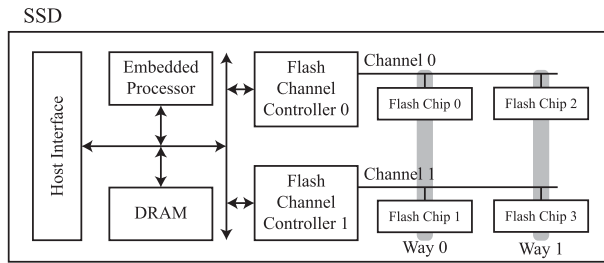 SSD
Host Interface
Embedded
Processor
DRAM
Flash
Channel
Controller 0
Flash
Channel
Controller 1
Channel 0
Flash Chip 0
Flash Chip 2
Channel 1
Flash Chip 1
Flash Chip 3
Way 0
Way 1